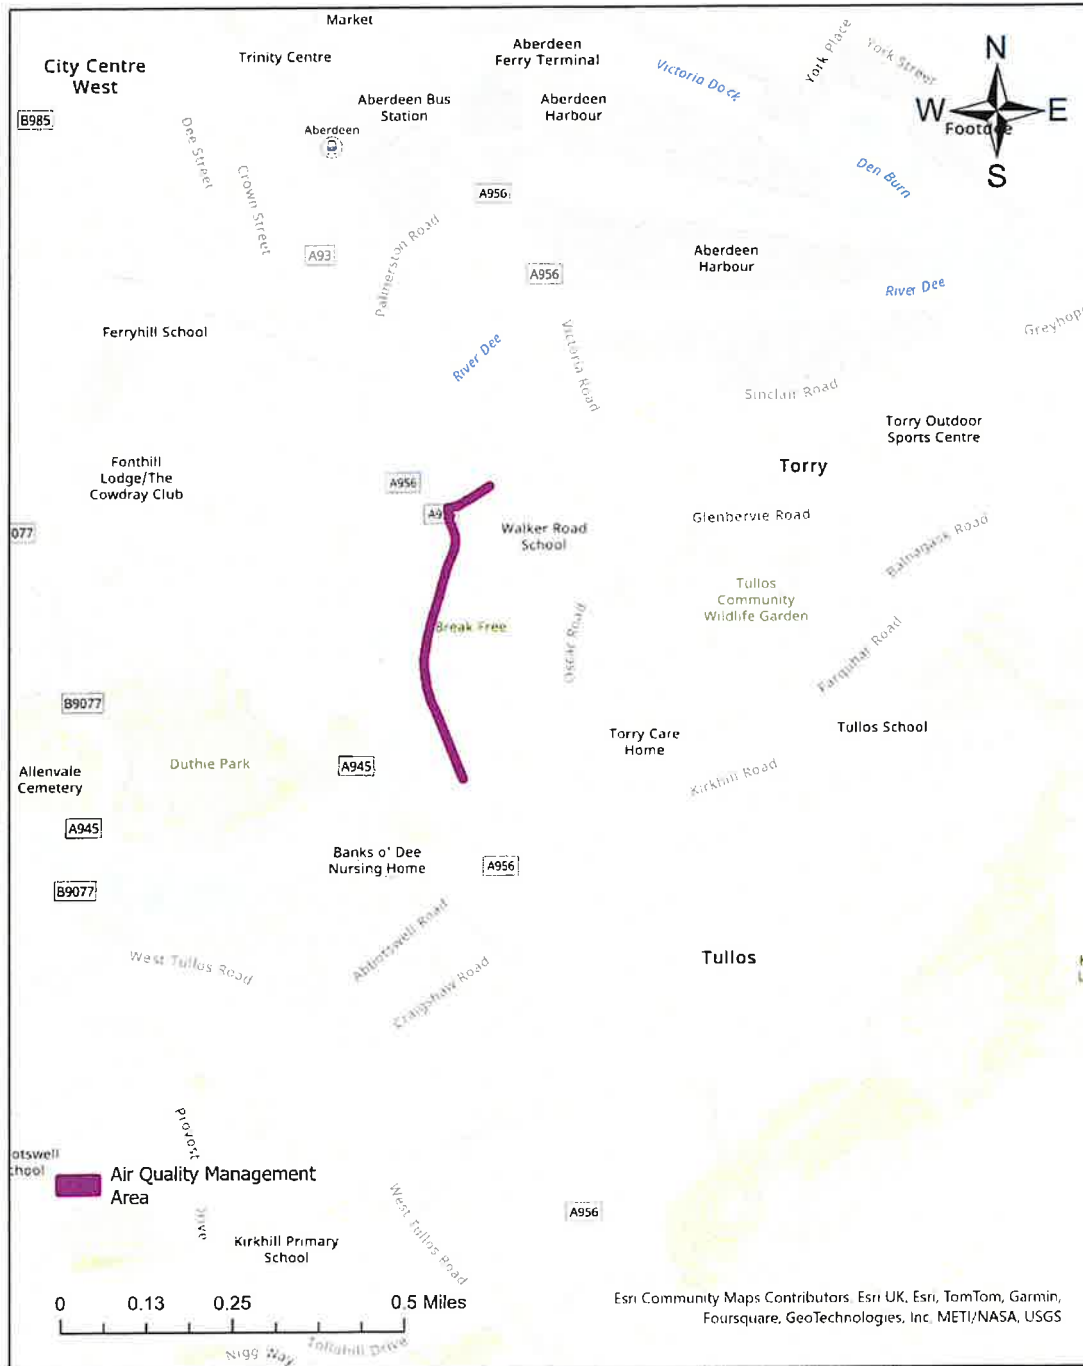 Market
City Centre
West
Trinity Centre
Aberdeen
Ferry Terminal
Victoria Dock
York Place
York Street
N
W
E
S
Footdee
B985
Aberdeen Bus
Station
Aberdeen
Harbour
Aberdeen
Dee Street
Crown Street
Den Burn
A956
A93
Palmerston Road
A956
Aberdeen
Harbour
River Dee
Greyhope
Ferryhill School
River Dee
Victoria Road
Sinclair Road
Torry Outdoor
Sports Centre
Fonthill
Lodge/The
Cowdray Club
A956
Torry
A95
Walker Road
School
Glenbervie Road
Balnagask Road
077
Tullos
Community
Wildlife Garden
Break Free
Oscar Road
Farquhar Road
B9077
Torry Care
Home
Tullos School
Allenvale
Cemetery
Duthie Park
A945
Kirkhill Road
A945
Banks o' Dee
Nursing Home
A956
B9077
West Tullos Road
Abbotswell Road
Craigshaw Road
Tullos
Provost
otswell
chool
Air Quality Management
Area
West Tullos Road
A956
Kirkhill Primary
School
0 0.13 0.25 0.5 Miles
Esri Community Maps Contributors, Esri UK, Esri, TomTom, Garmin,
Foursquare, GeoTechnologies, Inc, METI/NASA, USGS
Tollohill Drive
Nigg Way